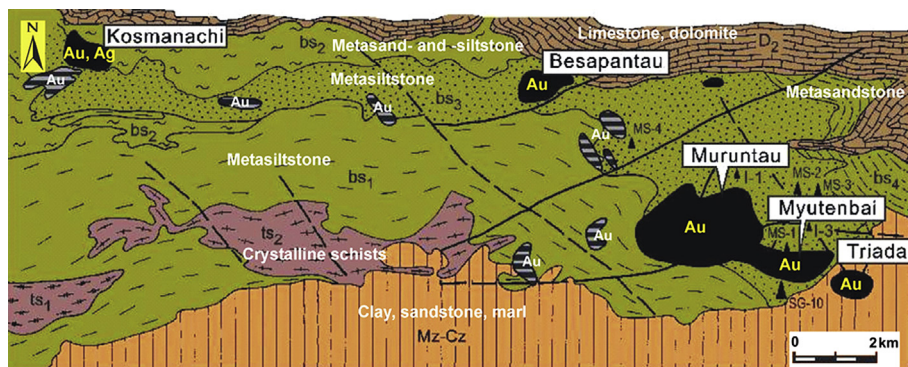 N
Kosmanachi
Au, Ag
Au
bs2
Metasand- and -siltstone
Limestone, dolomite
D2
Besapantau
Au
Metasiltstone
bs3
Au
Au
Metasandstone
bs2
Au
MS-4
Metasiltstone
bs1
Muruntau
I-1
MS-2
MS-3
bs4
Au
Myutenbai
MS-1
I-3
Au
Triada
Au
ts2
Crystalline schists
Au
Au
ts1
SG-10
Clay, sandstone, marl
Mz-Cz
0 2km